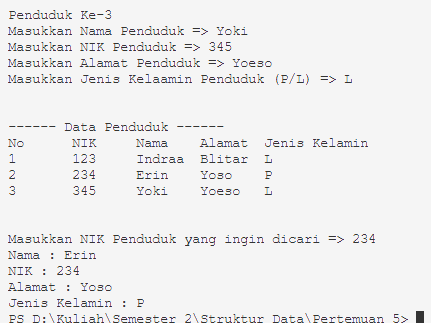 Penduduk Ke-3
Masukkan Nama Penduduk => Yoki
Masukkan NIK Penduduk => 345
Masukkan Alamat Penduduk => Yoeso
Masukkan Jenis Kelaamin Penduduk (P/L) => L
------ Data Penduduk ------
No NIK Nama Alamat Jenis Kelamin
1 123 Indraa Blitar L
2 234 Erin Yoso P
3 345 Yoki Yoeso L
Masukkan NIK Penduduk yang ingin dicari => 234
Nama : Erin
NIK : 234
Alamat : Yoso
Jenis Kelamin : P
PS D:\Kuliah\Semester 2\Struktur Data\Pertemuan 5>